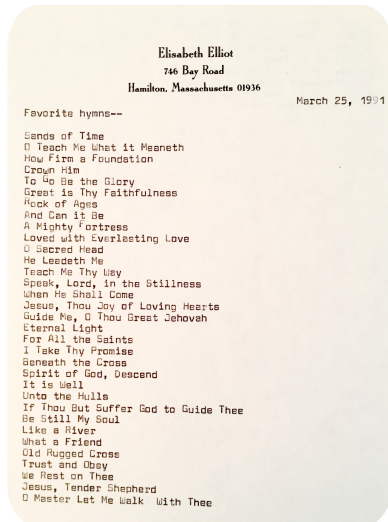 Elisabeth Elliot
746 Bay Road
Hamilton, Massachusetts 01936
March 25, 1991
Favorite hymns--
Sands of Time
O Teach Me What it Meaneth
How Firm a Foundation
Crown Him
To Go Be the Glory
Great is Thy Faithfulness
Rock of Ages
And Can it Be
A Mighty Fortress
Loved with Everlasting Love
O Sacred Head
He Leadeth Me
Teach Me Thy Way
Speak, Lord, in the Stillness
When He Shall Come
Jesus, Thou Joy of Loving Hearts
Guide Me, O Thou Great Jehovah
Eternal Light
For All the Saints
I Take Thy Promise
Beneath the Cross
Spirit of God, Descend
It is Well
Unto the Hulls
If Thou But Suffer God to Guide Thee
Be Still My Soul
Like a River
What a Friend
Old Rugged Cross
Trust and Obey
We Rest on Thee
Jesus, Tender Shepherd
O Master Let Me Walk With Thee